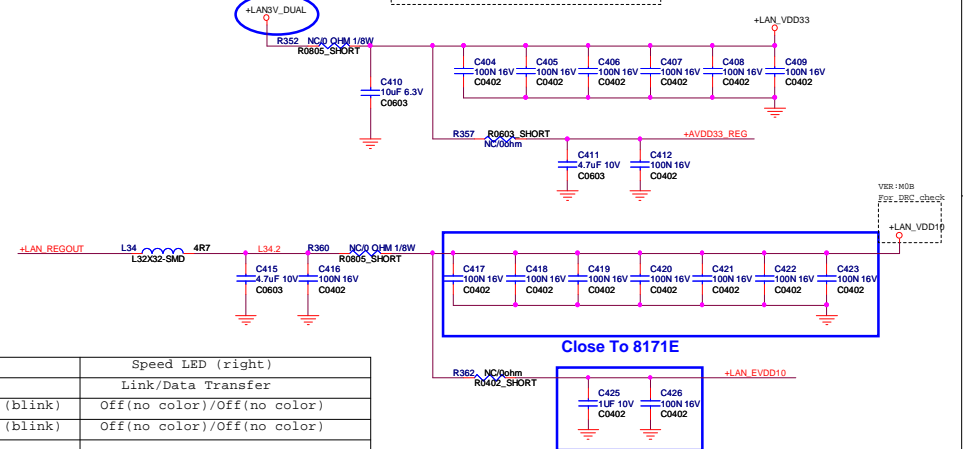 +LAN3V_DUAL
R352 NC/0 OHM 1/8W
R0805_SHORT
+LAN_VDD33
C410
10uF 6.3V
C0603
C404
100N 16V
C0402
C405
100N 16V
C0402
C406
100N 16V
C0402
C407
100N 16V
C0402
C408
100N 16V
C0402
C409
100N 16V
C0402
R357 R0603_SHORT
NC/0ohm
+AVDD33_REG
C411
4.7uF 10V
C0603
C412
100N 16V
C0402
VER:M0B
For DRC check
+LAN_VDD10
+LAN_REGOUT
L34 4R7
L32X32-SMD
L34.2
R360 NC/0 OHM 1/8W
R0805_SHORT
C415
4.7uF 10V
C0603
C416
100N 16V
C0402
C417
100N 16V
C0402
C418
100N 16V
C0402
C419
100N 16V
C0402
C420
100N 16V
C0402
C421
100N 16V
C0402
C422
100N 16V
C0402
C423
100N 16V
C0402
Close To 8171E
R362 NC/0ohm
R0402_SHORT
+LAN_EVDD10
C425
1UF 10V
C0402
C426
100N 16V
C0402
Speed LED (right)
Link/Data Transfer
(blink) Off(no color)/Off(no color)
(blink) Off(no color)/Off(no color)